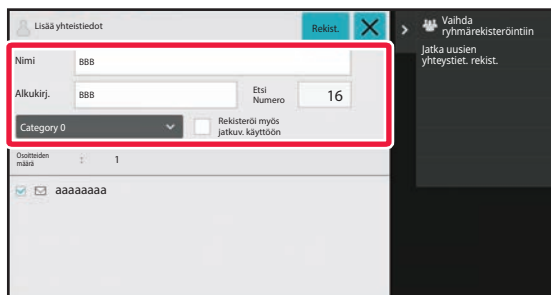 Lisää yhteistiedot
Rekist.
Vaihda
ryhmärekisteröintiin
Jatka uusien
yhteystiet. rekist.
Nimi
BBB
Alkukirj.
BBB
Etsi
Numero
16
Category 0
Rekisteröi myös
jatkuv. käyttöön
Osoitteiden
määrä
:
1
aaaaaaaa